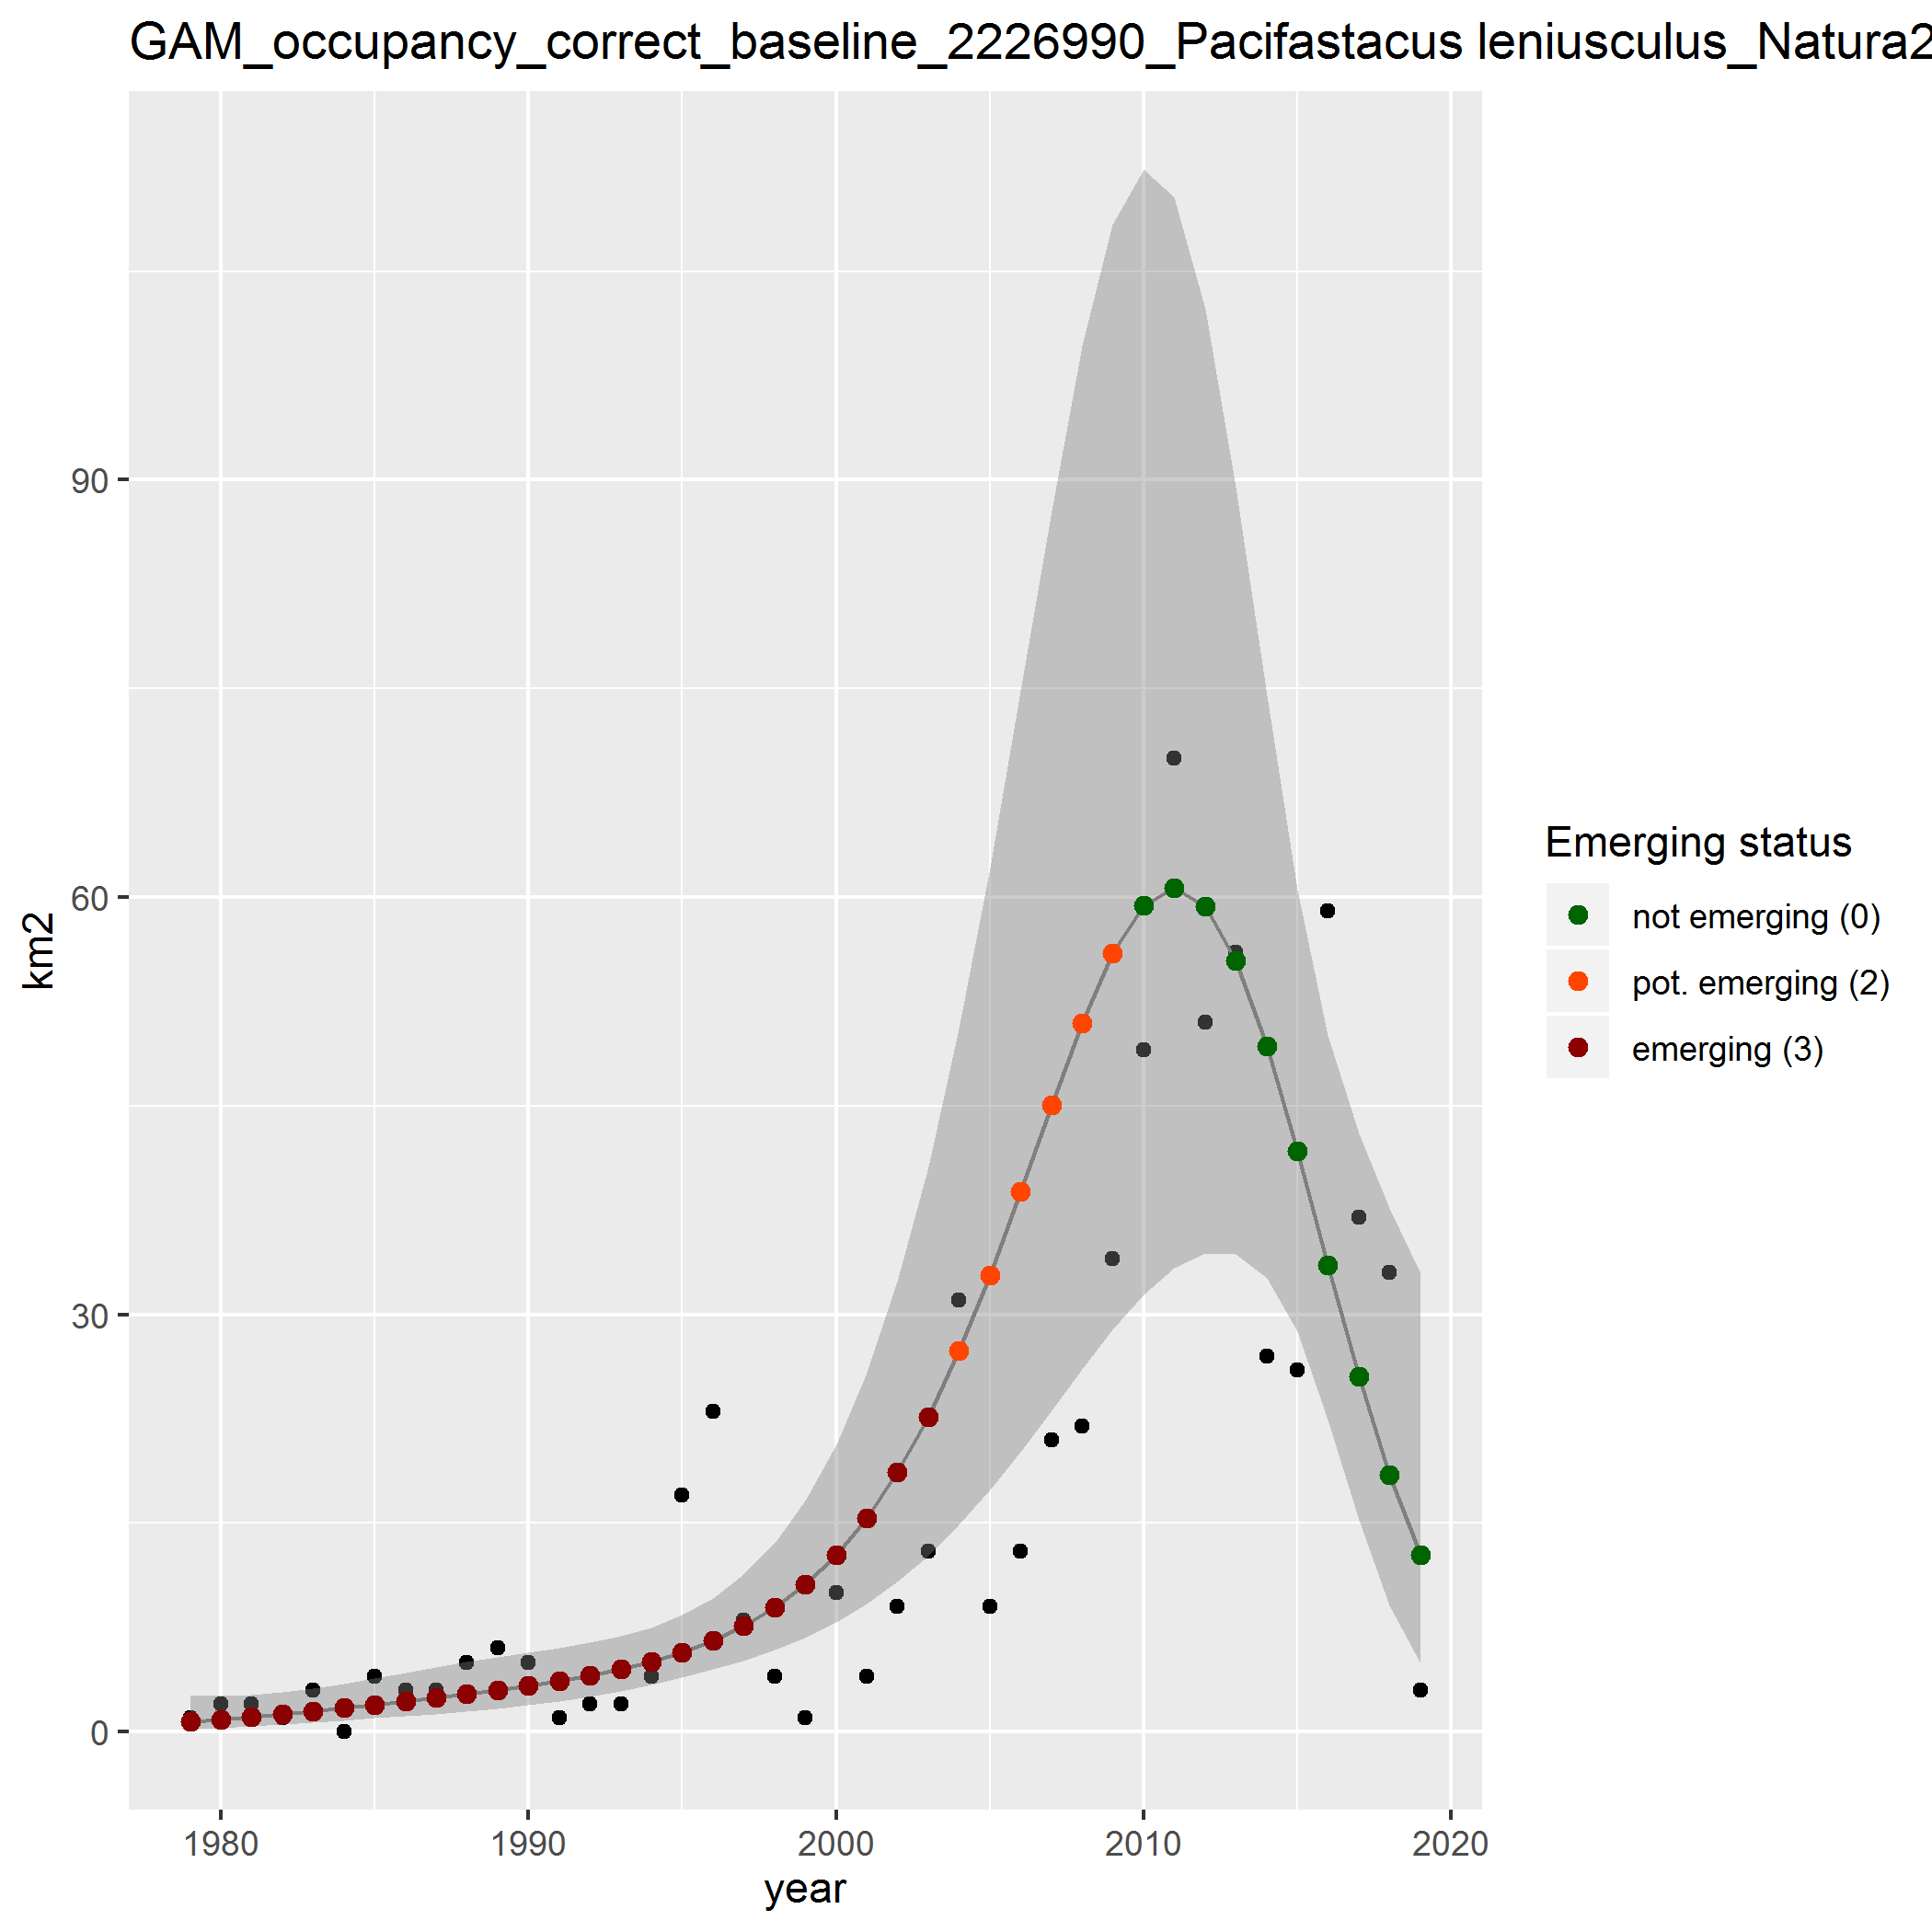 GAM_occupancy_correct_baseline_2226990_Pacifastacus leniusculus_Natura2
90
60
30
0
km2
1980 1990 2000 2010 2020
year
Emerging status
not emerging (0)
pot. emerging (2)
emerging (3)